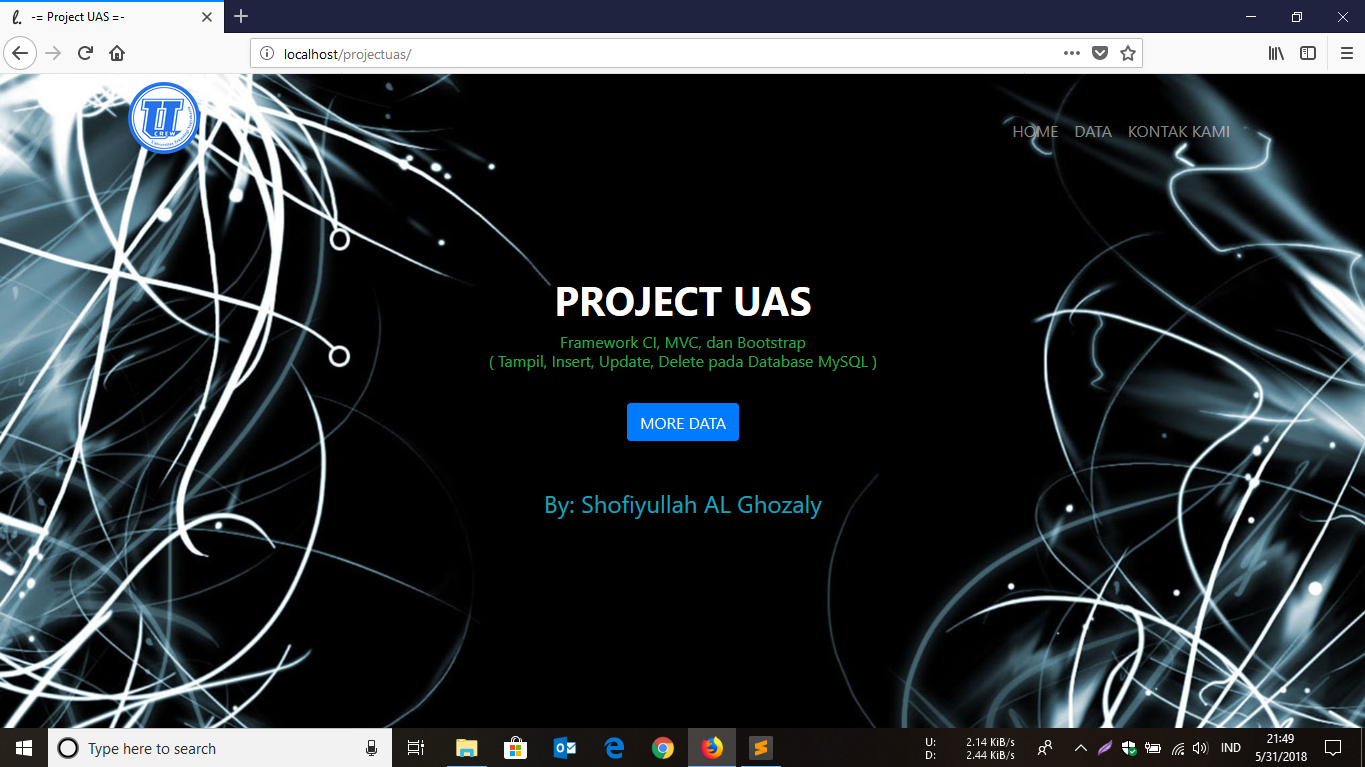 -= Project UAS =-
localhost/projectuas/
CREW
HOME DATA KONTAK KAMI
PROJECT UAS
Framework CI, MVC, dan Bootstrap
( Tampil, Insert, Update, Delete pada Database MySQL )
MORE DATA
By: Shofiyullah AL Ghozaly
Type here to search
U: 2.14 KiB/s
D: 2.44 KiB/s
IND
21:49
5/31/2018